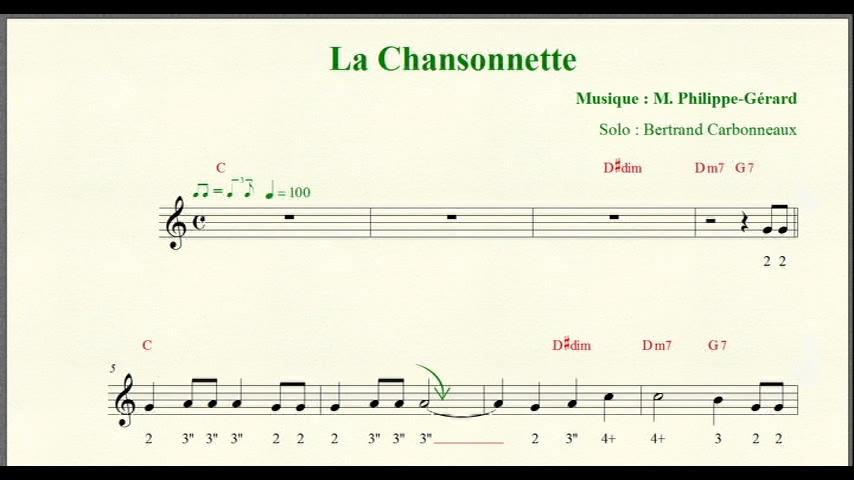 La Chansonnette
Musique : M. Philippe-Gérard
Solo : Bertrand Carbonneaux
C D♯dim Dm7 G7
= 3 = 100
2 2
C D♯dim Dm7 G7
5
2 3" 3" 3" 2 2 2 3" 3" 3" 2 3" 4+ 4+ 3 2 2